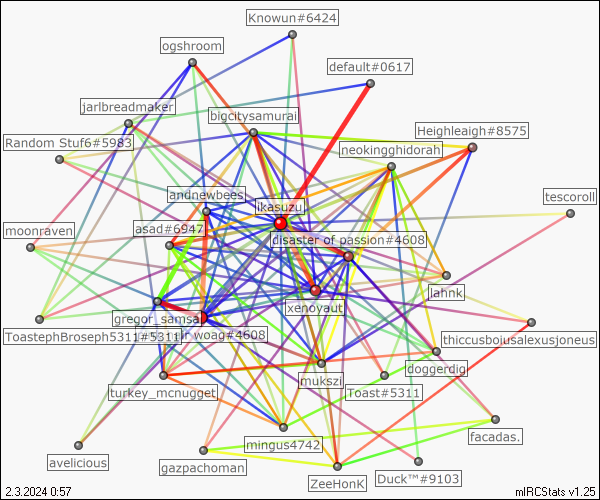 Knowun#6424
ogshroom
default#0617
jarlbreadmaker
bigcitysamurai
Heighleaigh#8575
Random Stuf6#5983
neokingghidorah
andnewbees
tescoroll
ikasuzu
asad#6947
moonraven
disaster of passion#4608
lahnk
xenoyaut
gregor_samsa
ToastephBroseph5311#5311
ir woag#4608
thiccusboiusalexusjoneus
doggerdig
mukszi
turkey_mcnugget
Toast#5311
facadas.
mingus4742
avelicious
gazpachoman
Duck™#9103
ZeeHonK
2.3.2024 0:57
mIRCStats v1.25